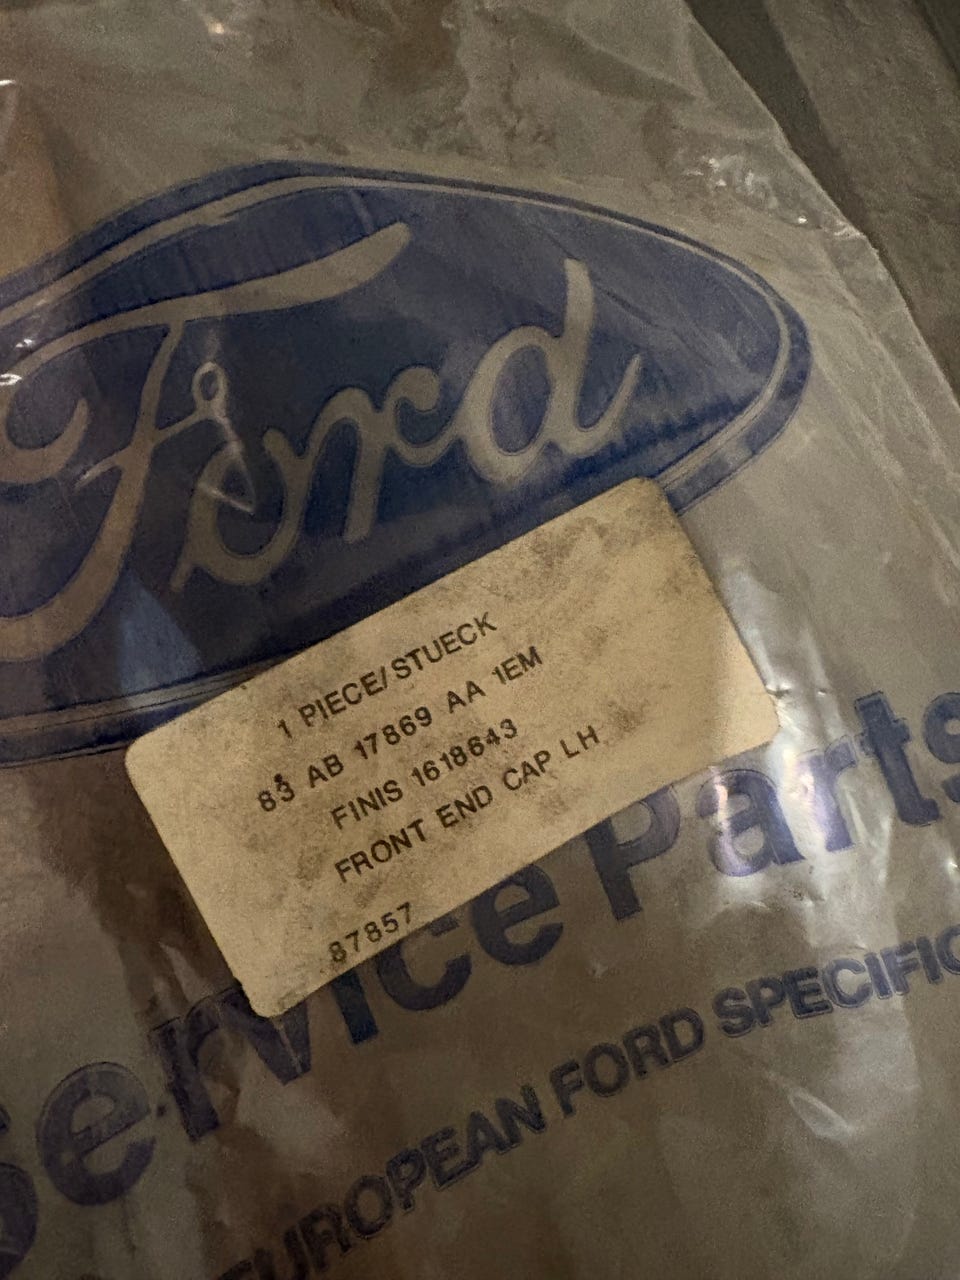 Ford
1 PIECE/STUECK
83 AB 17869 AA 1EM
FINIS 1618643
FRONT END CAP LH
87857
Service Parts
EUROPEAN FORD SPECIFIC